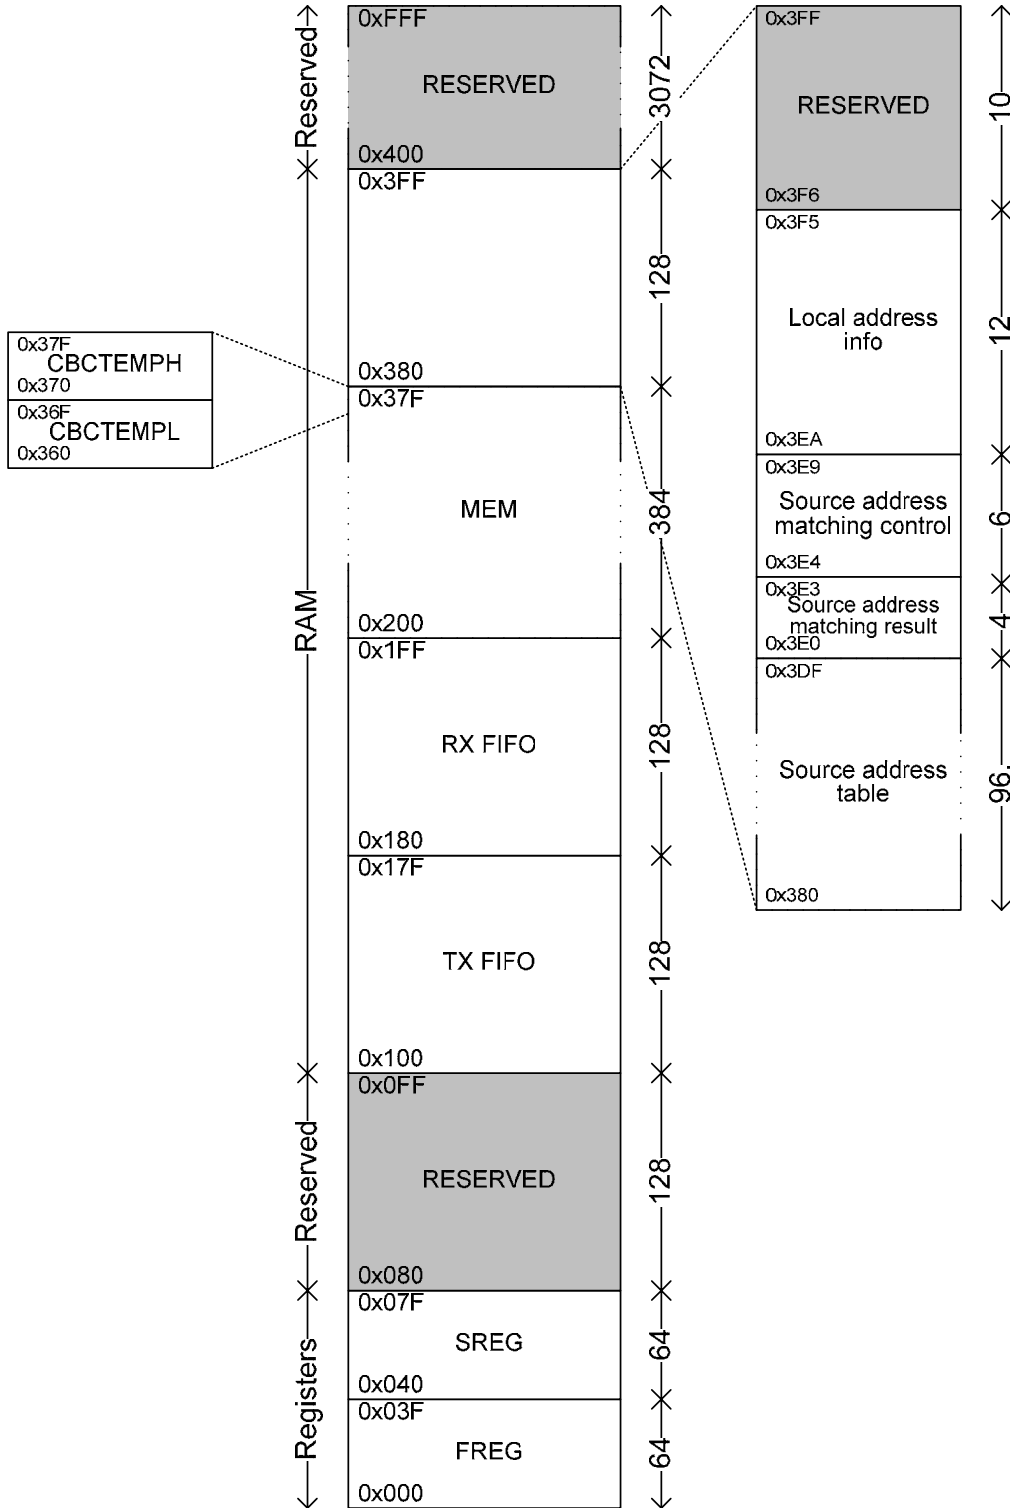 Reserved
RAM
Reserved
Registers
0x37F
CBCTEMPH
0x370
0x36F
CBCTEMPL
0x360
0xFFF
RESERVED
0x400
0x3FF
0x380
0x37F
MEM
0x200
0x1FF
RX FIFO
0x180
0x17F
TX FIFO
0x100
0x0FF
RESERVED
0x080
0x07F
SREG
0x040
0x03F
FREG
0x000
3072
128
384
128
128
128
64
64
0x3FF
RESERVED
0x3F6
0x3F5
Local address
info
0x3EA
0x3E9
Source address
matching control
0x3E4
0x3E3
Source address
matching result
0x3E0
0x3DF
Source address
table
0x380
10
12
6
4
96